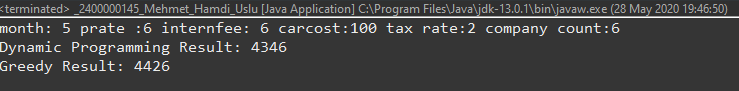 <terminated> _2400000145_Mehmet_Hamdi_Uslu [Java Application] C:\Program Files\Java\jdk-13.0.1\bin\javaw.exe (28 May 2020 19:46:50)
month: 5 prate :6 internfee: 6 carcost:100 tax rate:2 company count:6
Dynamic Programming Result: 4346
Greedy Result: 4426